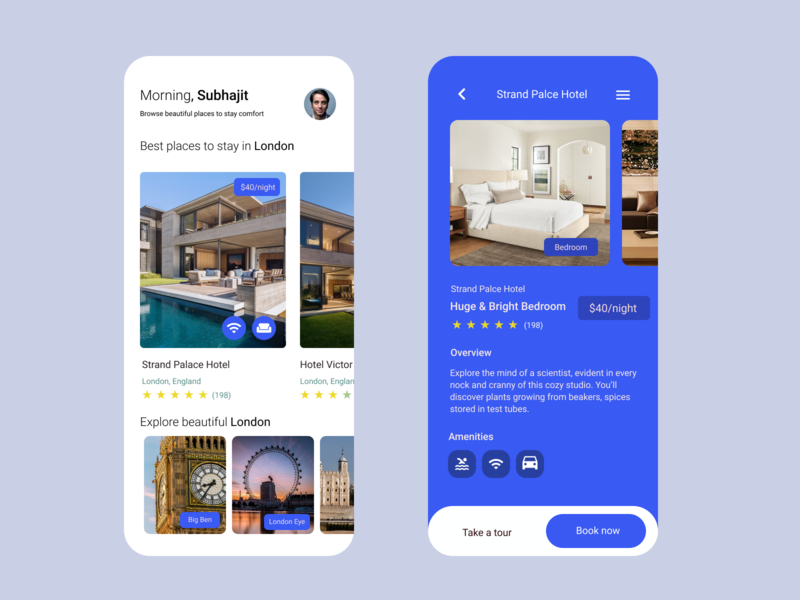 Morning, Subhajit
Browse beautiful places to stay comfort
Best places to stay in London
$40/night
Strand Palace Hotel
London, England
(198)
Hotel Victor
London, Englan
Explore beautiful London
Big Ben
London Eye
Strand Palce Hotel
Bedroom
Strand Palce Hotel
Huge & Bright Bedroom
$40/night
(198)
Overview
Explore the mind of a scientist, evident in every
nock and cranny of this cozy studio. You'll
discover plants growing from beakers, spices
stored in test tubes.
Amenities
Take a tour
Book now